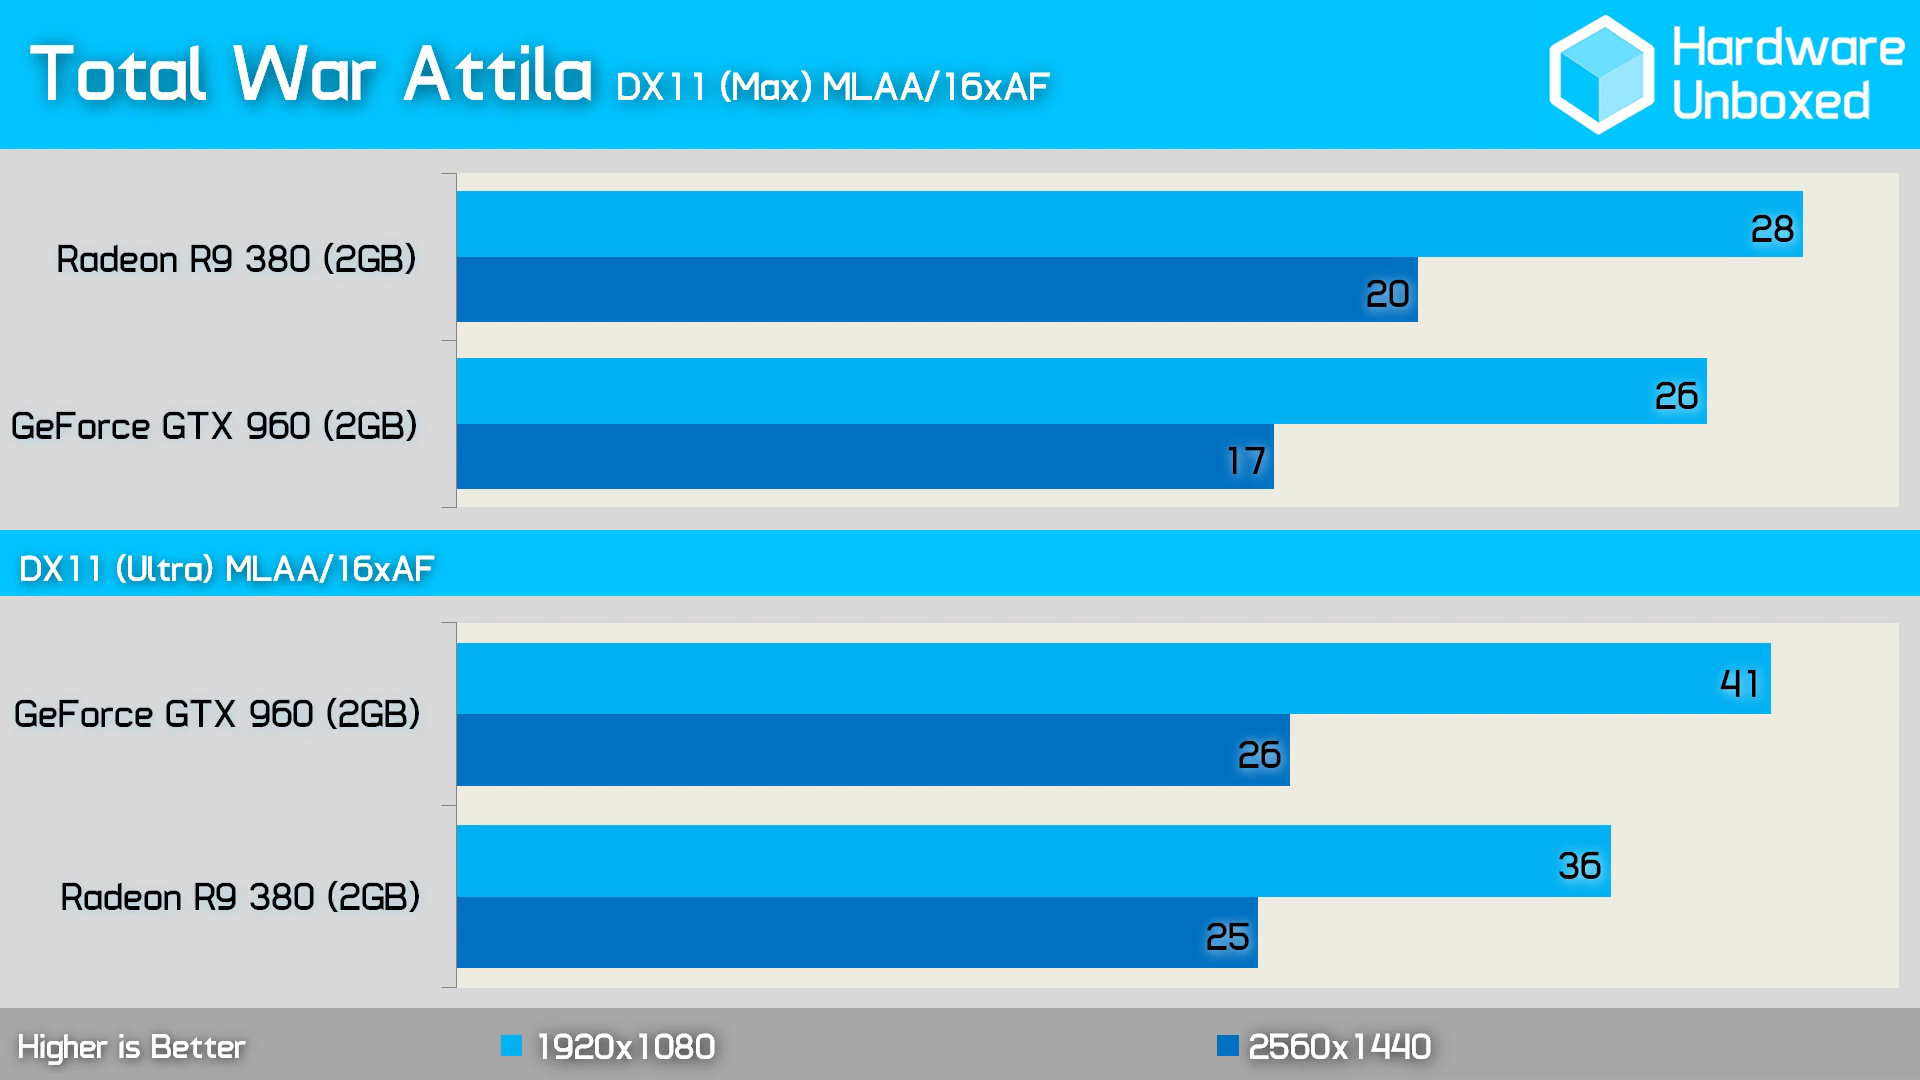 Total War Attila DX11 (Max) MLAA/16xAF
Hardware
Unboxed
Radeon R9 380 (2GB)
28
20
GeForce GTX 960 (2GB)
26
17
DX11 (Ultra) MLAA/16xAF
GeForce GTX 960 (2GB)
41
26
Radeon R9 380 (2GB)
36
25
Higher is Better
1920x1080
2560x1440